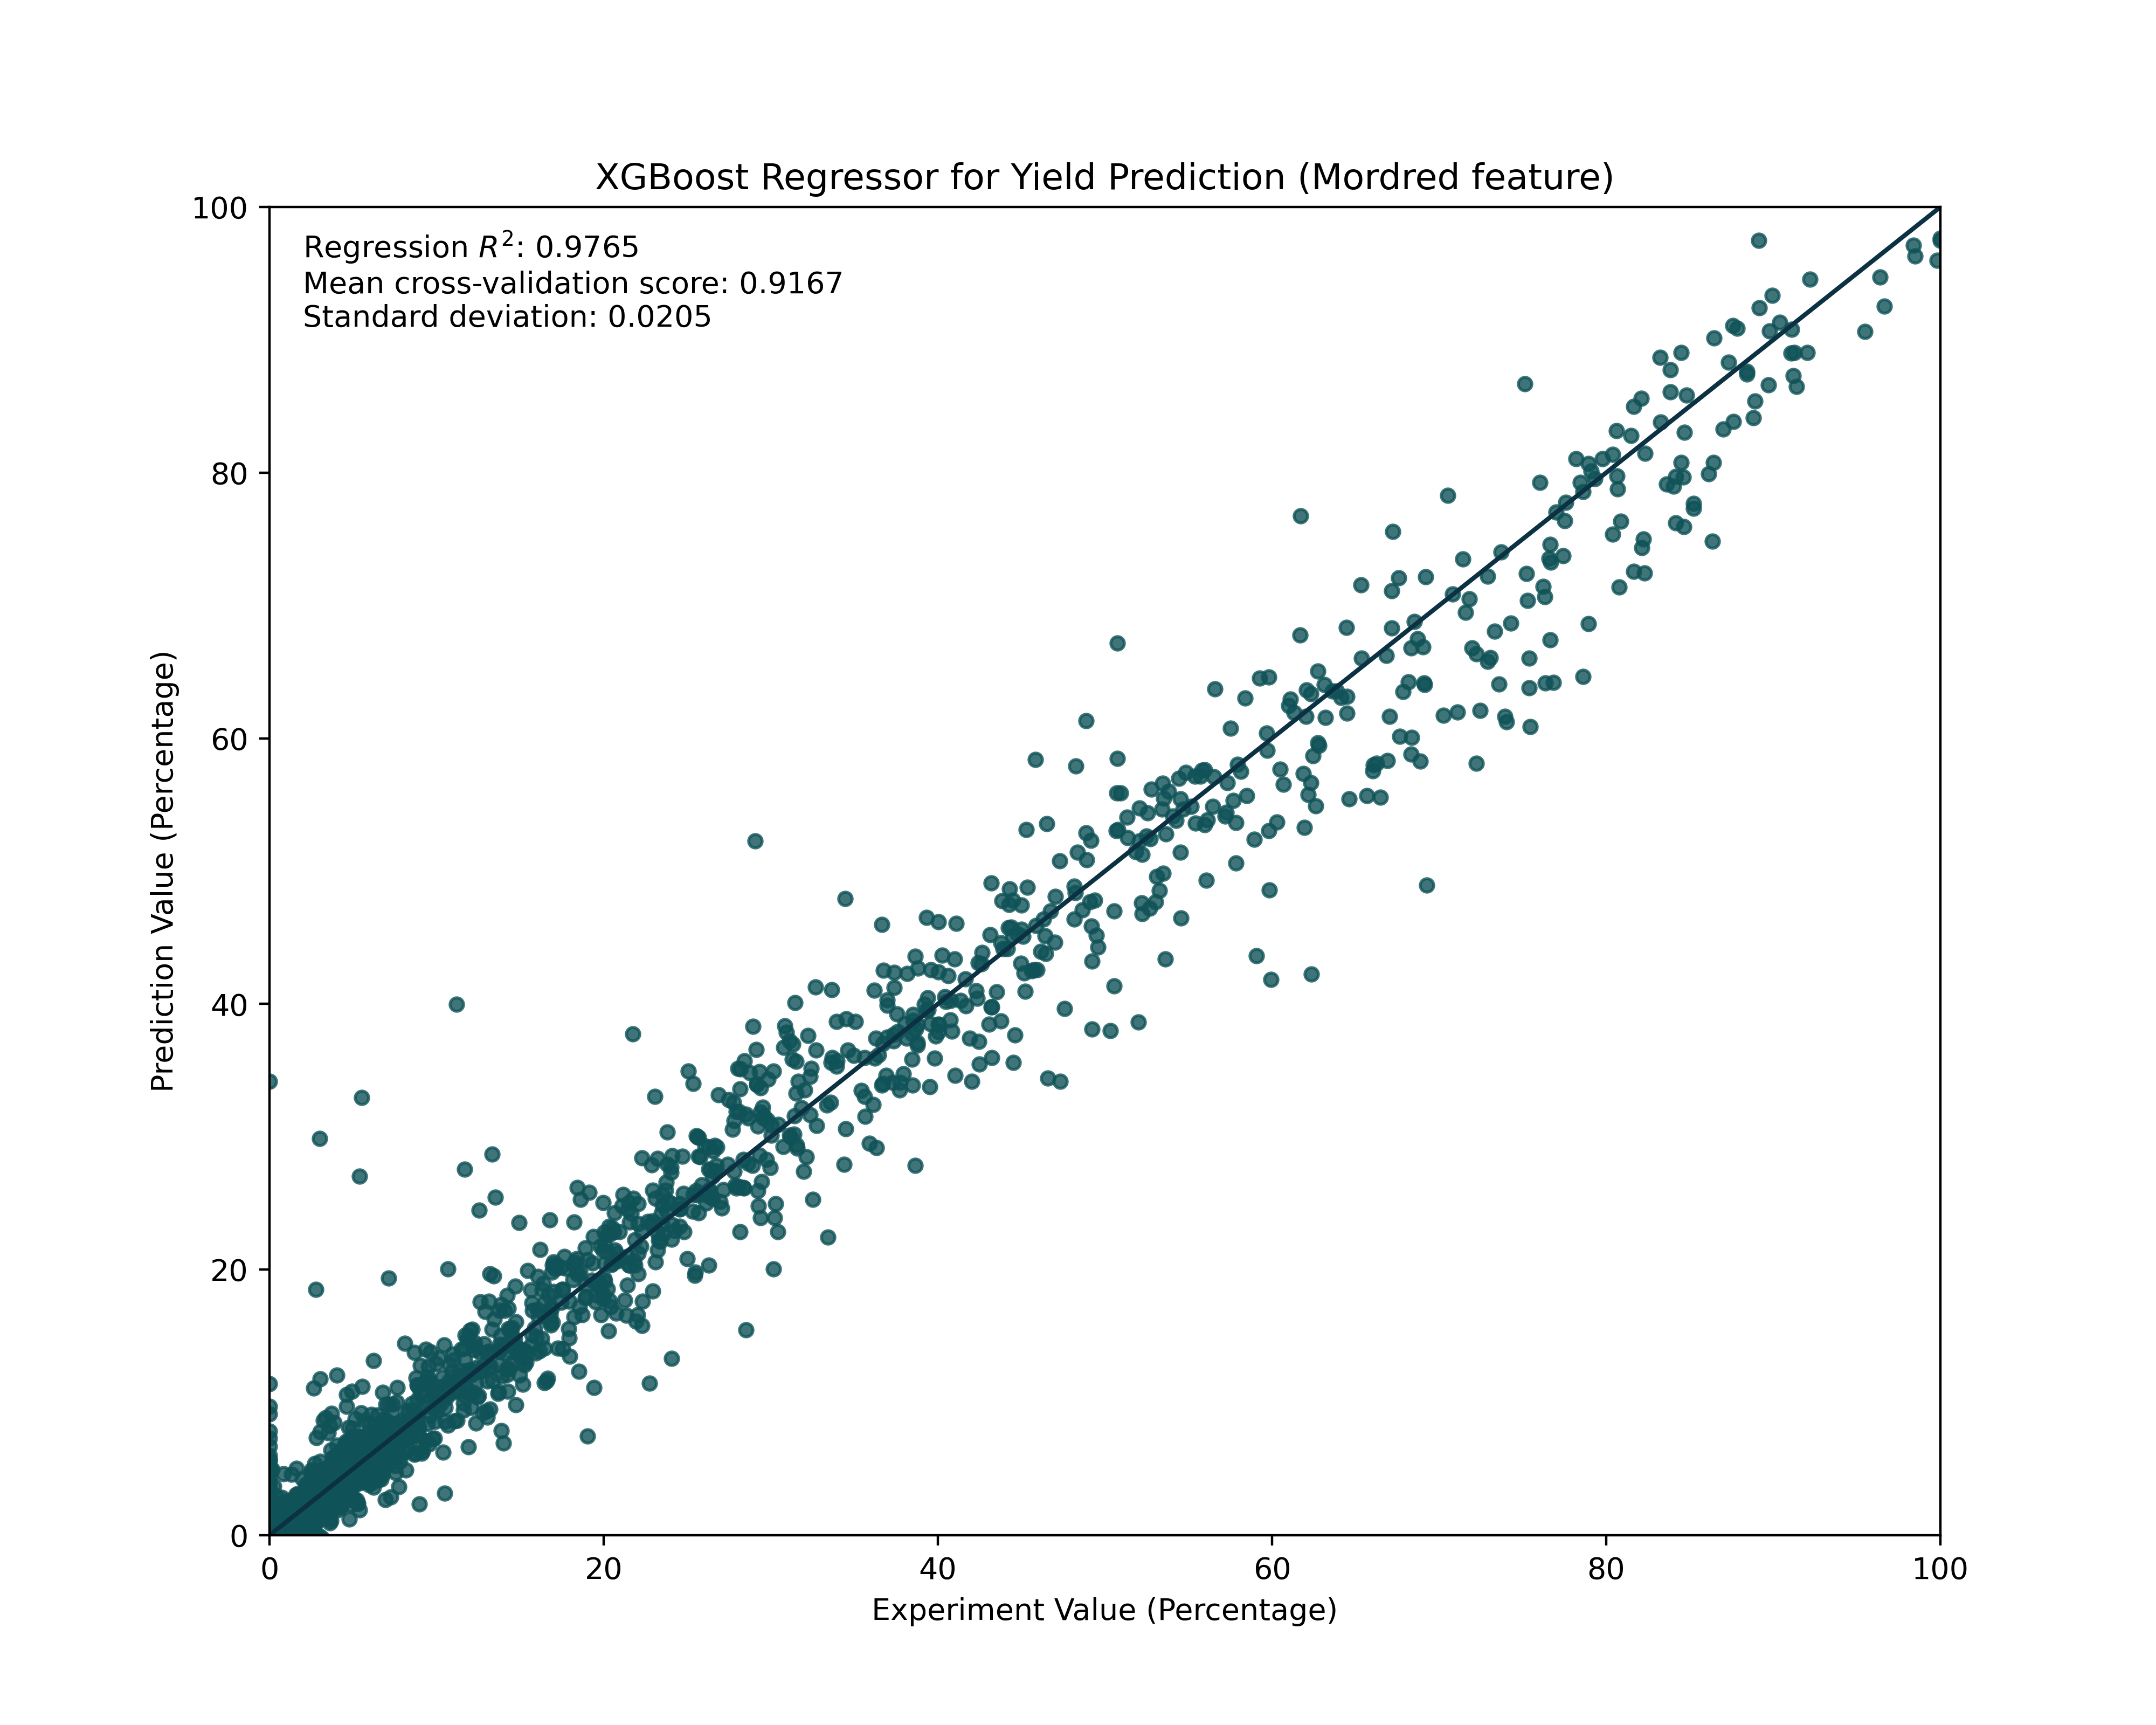 XGBoost Regressor for Yield Prediction (Mordred feature)
Regression R²: 0.9765
Mean cross-validation score: 0.9167
Standard deviation: 0.0205
Prediction Value (Percentage)
100
80
60
40
20
0
0 20 40 60 80 100
Experiment Value (Percentage)